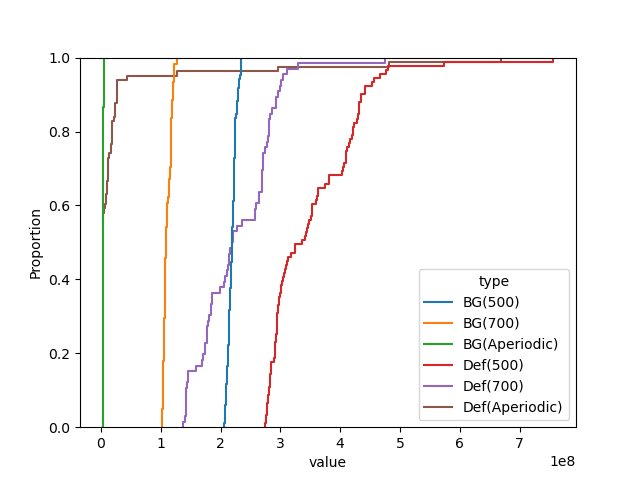 1.0
0.8
0.6
0.4
0.2
0.0
Proportion
0 1 2 3 4 5 6 7
1e8
value
type
BG(500)
BG(700)
BG(Aperiodic)
Def(500)
Def(700)
Def(Aperiodic)